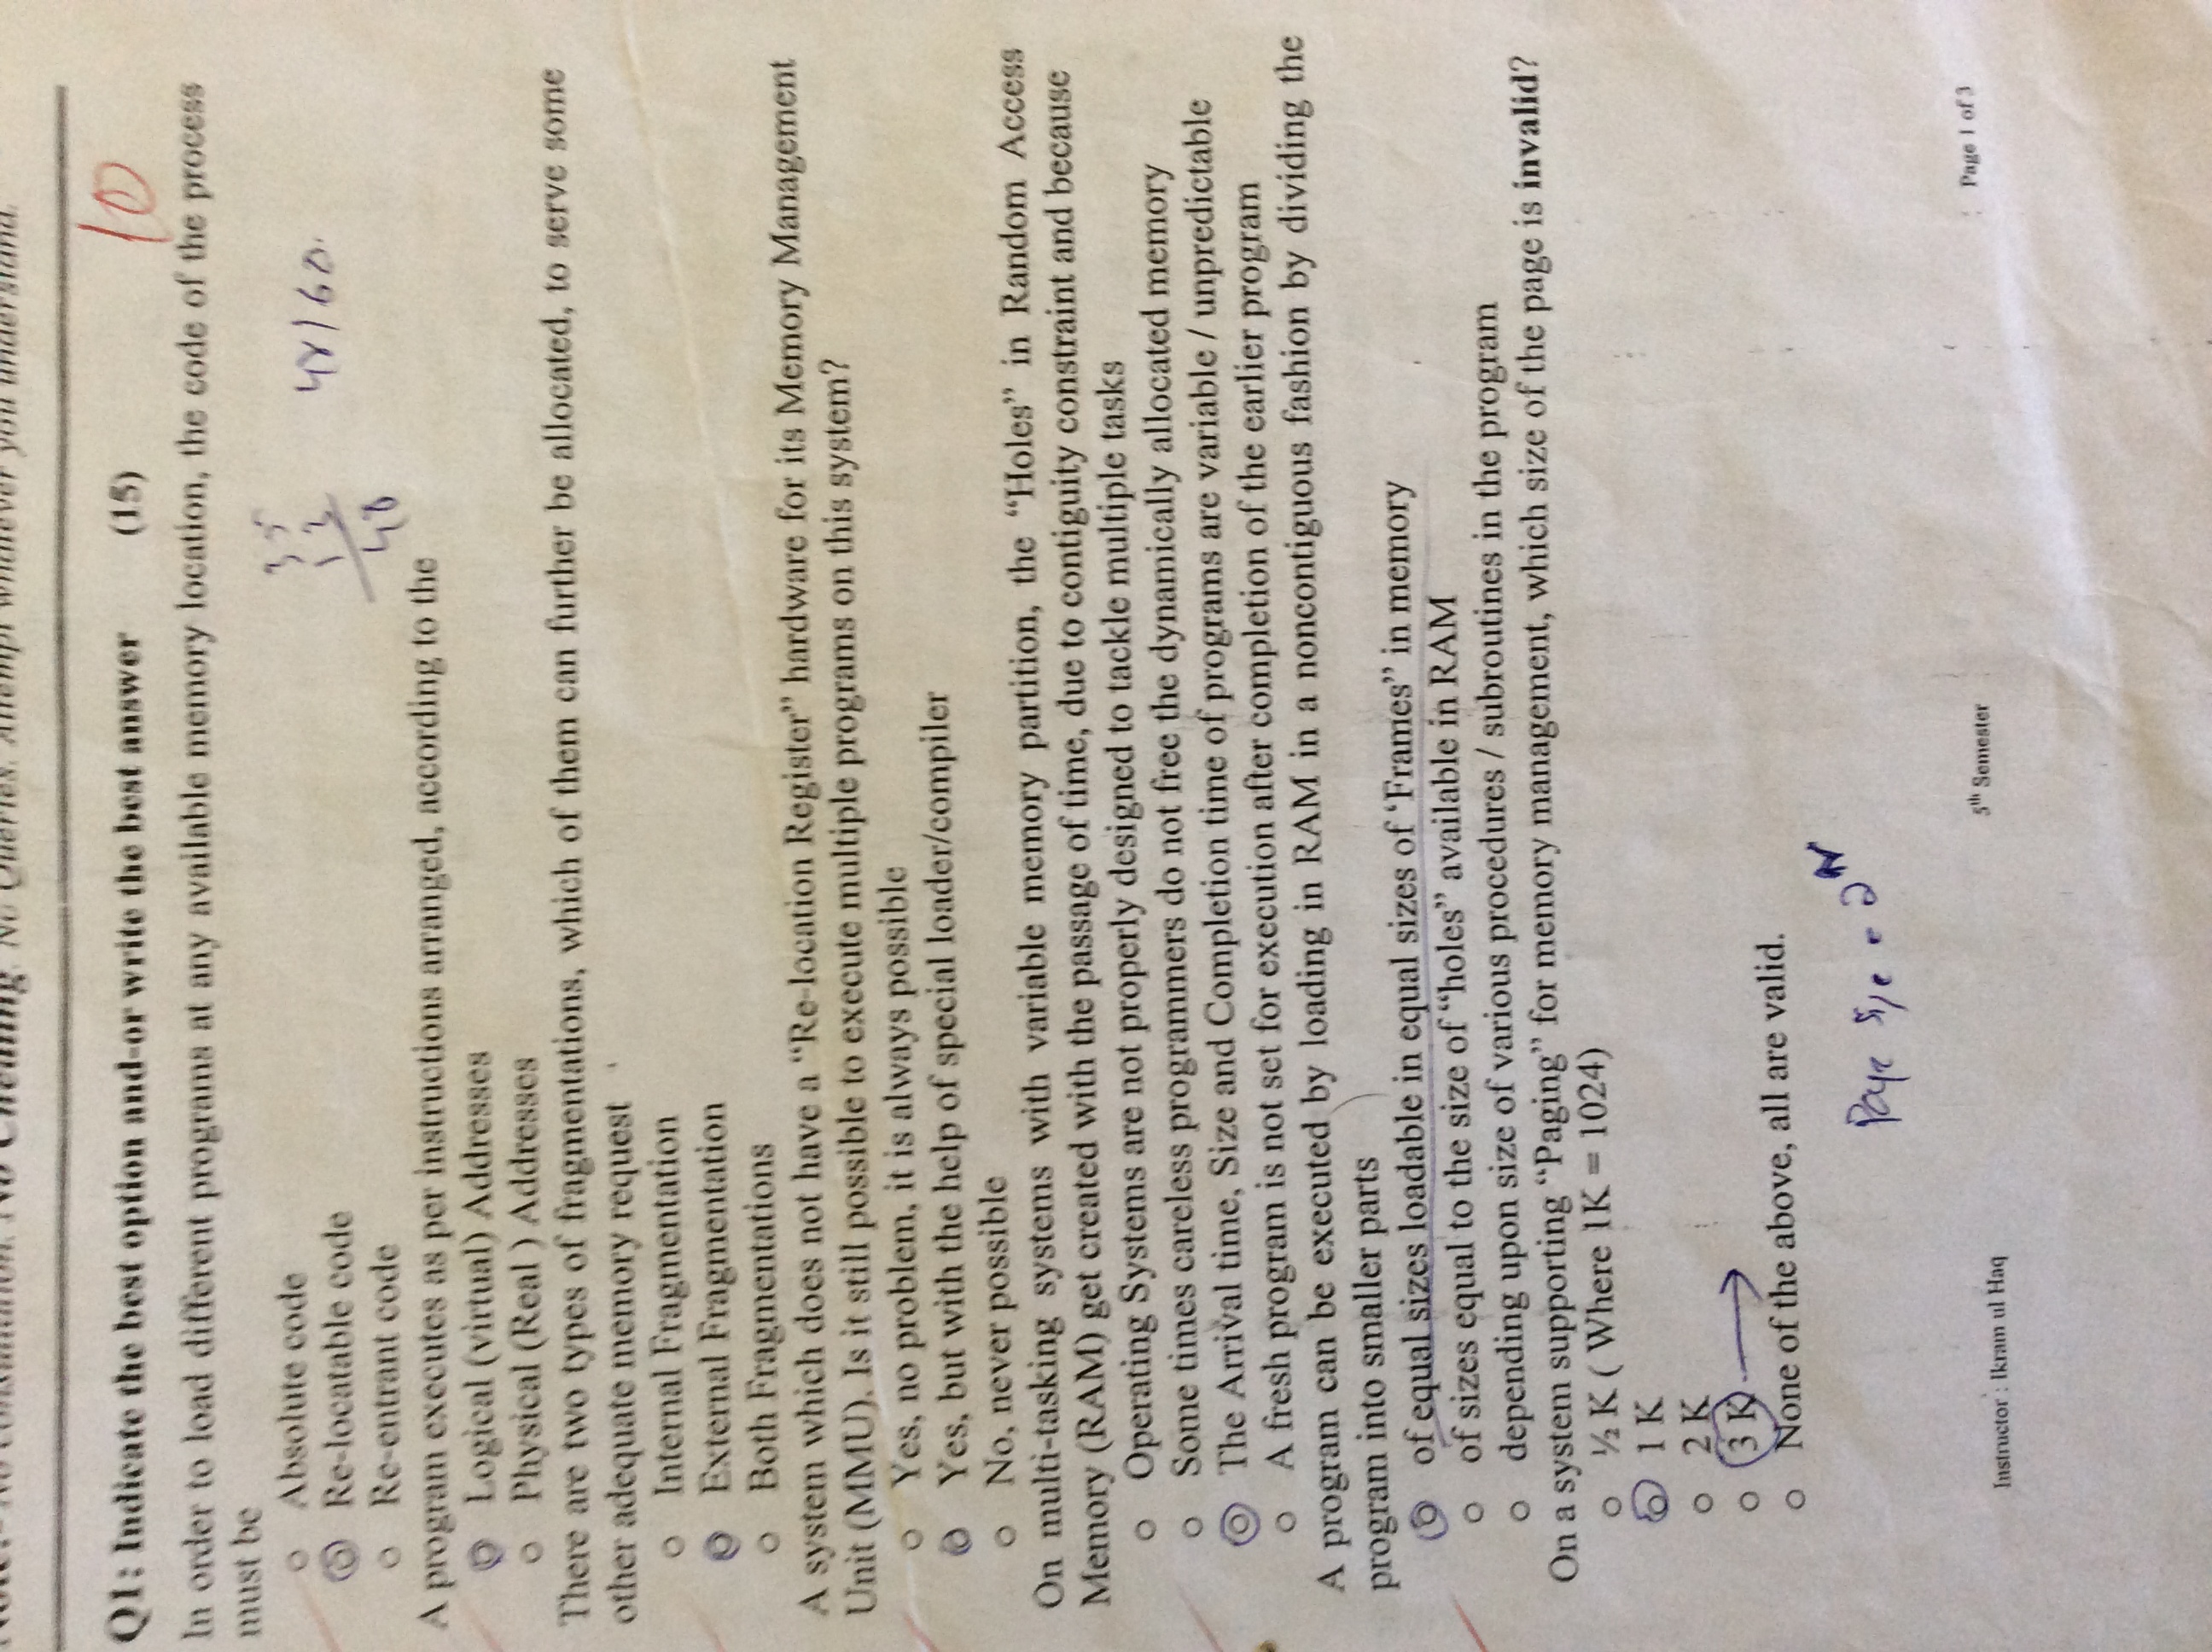 Note:- No consultation. No Cheating. No Queries. Attempt whatever you understand.
Q1: Indicate the best option and-or write the best answer (15) 10
In order to load different programs at any available memory location, the code of the process
must be
o Absolute code
o Re-locatable code
48/60.
o Re-entrant code
48
A program executes as per instructions arranged, according to the
o Logical (virtual) Addresses
o Physical (Real ) Addresses
There are two types of fragmentations, which of them can further be allocated, to serve some
other adequate memory request
o Internal Fragmentation
o External Fragmentation
o Both Fragmentations
A system which does not have a “Re-location Register” hardware for its Memory Management
Unit (MMU). Is it still possible to execute multiple programs on this system?
o Yes, no problem, it is always possible
o Yes, but with the help of special loader/compiler
o No, never possible
On multi-tasking systems with variable memory partition, the “Holes” in Random Access
Memory (RAM) get created with the passage of time, due to contiguity constraint and because
o Operating Systems are not properly designed to tackle multiple tasks
o Some times careless programmers do not free the dynamically allocated memory
o The Arrival time, Size and Completion time of programs are variable / unpredictable
o A fresh program is not set for execution after completion of the earlier program
A program can be executed by loading in RAM in a noncontiguous fashion by dividing the
program into smaller parts
o of equal sizes loadable in equal sizes of ‘Frames” in memory
o of sizes equal to the size of “holes” available in RAM
o depending upon size of various procedures / subroutines in the program
On a system supporting “Paging” for memory management, which size of the page is invalid?
o ½ K ( Where 1K = 1024)
o 1 K
o 2 K
o 3 K
o None of the above, all are valid.
Page size = 2
Instructor : Ikram ul Haq 5th Semester Page 1 of 3